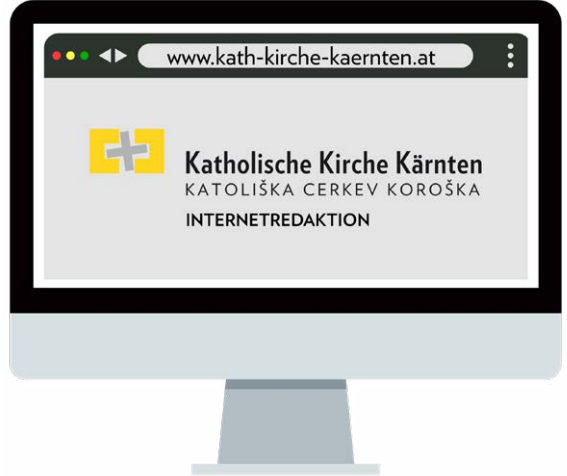 www.kath-kirche-kaernten.at
Katholische Kirche Kärnten
KATOLIŠKA CERKEV KOROŠKA
INTERNETREDAKTION